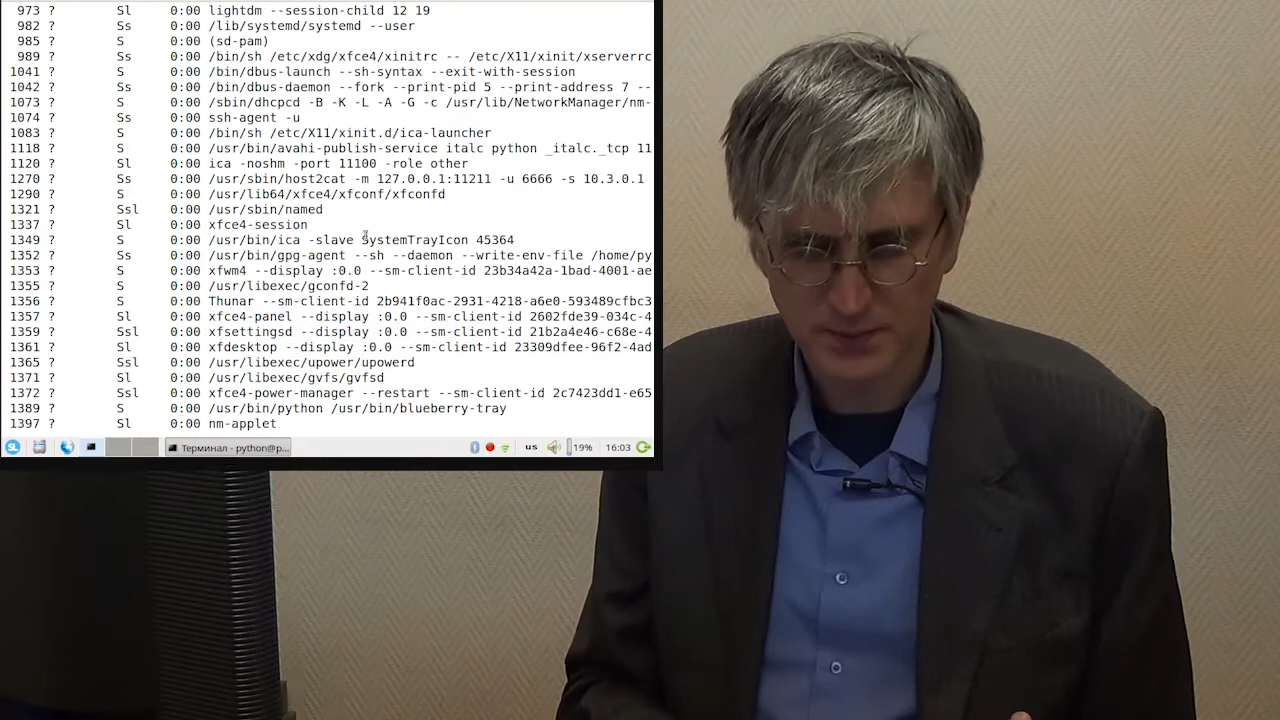 973 ? Sl 0:00 lightdm --session-child 12 19
982 ? Ss 0:00 /lib/systemd/systemd --user
985 ? S 0:00 (sd-pam)
989 ? Ss 0:00 /bin/sh /etc/xdg/xfce4/xinitrc -- /etc/X11/xinit/xserverrc
1041 ? S 0:00 /bin/dbus-launch --sh-syntax --exit-with-session
1042 ? Ss 0:00 /bin/dbus-daemon --fork --print-pid 5 --print-address 7 --
1073 ? S 0:00 /sbin/dhcpcd -B -K -L -A -G -c /usr/lib/NetworkManager/nm-
1074 ? Ss 0:00 ssh-agent -u
1083 ? S 0:00 /bin/sh /etc/X11/xinit.d/ica-launcher
1118 ? S 0:00 /usr/bin/avahi-publish-service italc python _italc._tcp 11
1120 ? Sl 0:00 ica -noshm -port 11100 -role other
1270 ? Ss 0:00 /usr/sbin/host2cat -m 127.0.0.1:11211 -u 6666 -s 10.3.0.1
1290 ? S 0:00 /usr/lib64/xfce4/xfconf/xfconfd
1321 ? Ssl 0:00 /usr/sbin/named
1337 ? Sl 0:00 xfce4-session
1349 ? S 0:00 /usr/bin/ica -slave SystemTrayIcon 45364
1352 ? Ss 0:00 /usr/bin/gpg-agent --sh --daemon --write-env-file /home/py
1353 ? S 0:00 xfwm4 --display :0.0 --sm-client-id 23b34a42a-1bad-4001-ae
1355 ? S 0:00 /usr/libexec/gconfd-2
1356 ? S 0:00 Thunar --sm-client-id 2b941f0ac-2931-4218-a6e0-593489cfbc3
1357 ? Sl 0:00 xfce4-panel --display :0.0 --sm-client-id 2602fde39-034c-4
1359 ? Ssl 0:00 xfsettingsd --display :0.0 --sm-client-id 21b2a4e46-c68e-4
1361 ? Sl 0:00 xfdesktop --display :0.0 --sm-client-id 23309dfee-96f2-4ad
1365 ? Ssl 0:00 /usr/libexec/upower/upowerd
1371 ? Sl 0:00 /usr/libexec/gvfs/gvfsd
1372 ? Ssl 0:00 xfce4-power-manager --restart --sm-client-id 2c7423dd1-e65
1389 ? S 0:00 /usr/bin/python /usr/bin/blueberry-tray
1397 ? Sl 0:00 nm-applet
SL Терминал - python@p... us 19% 16:03